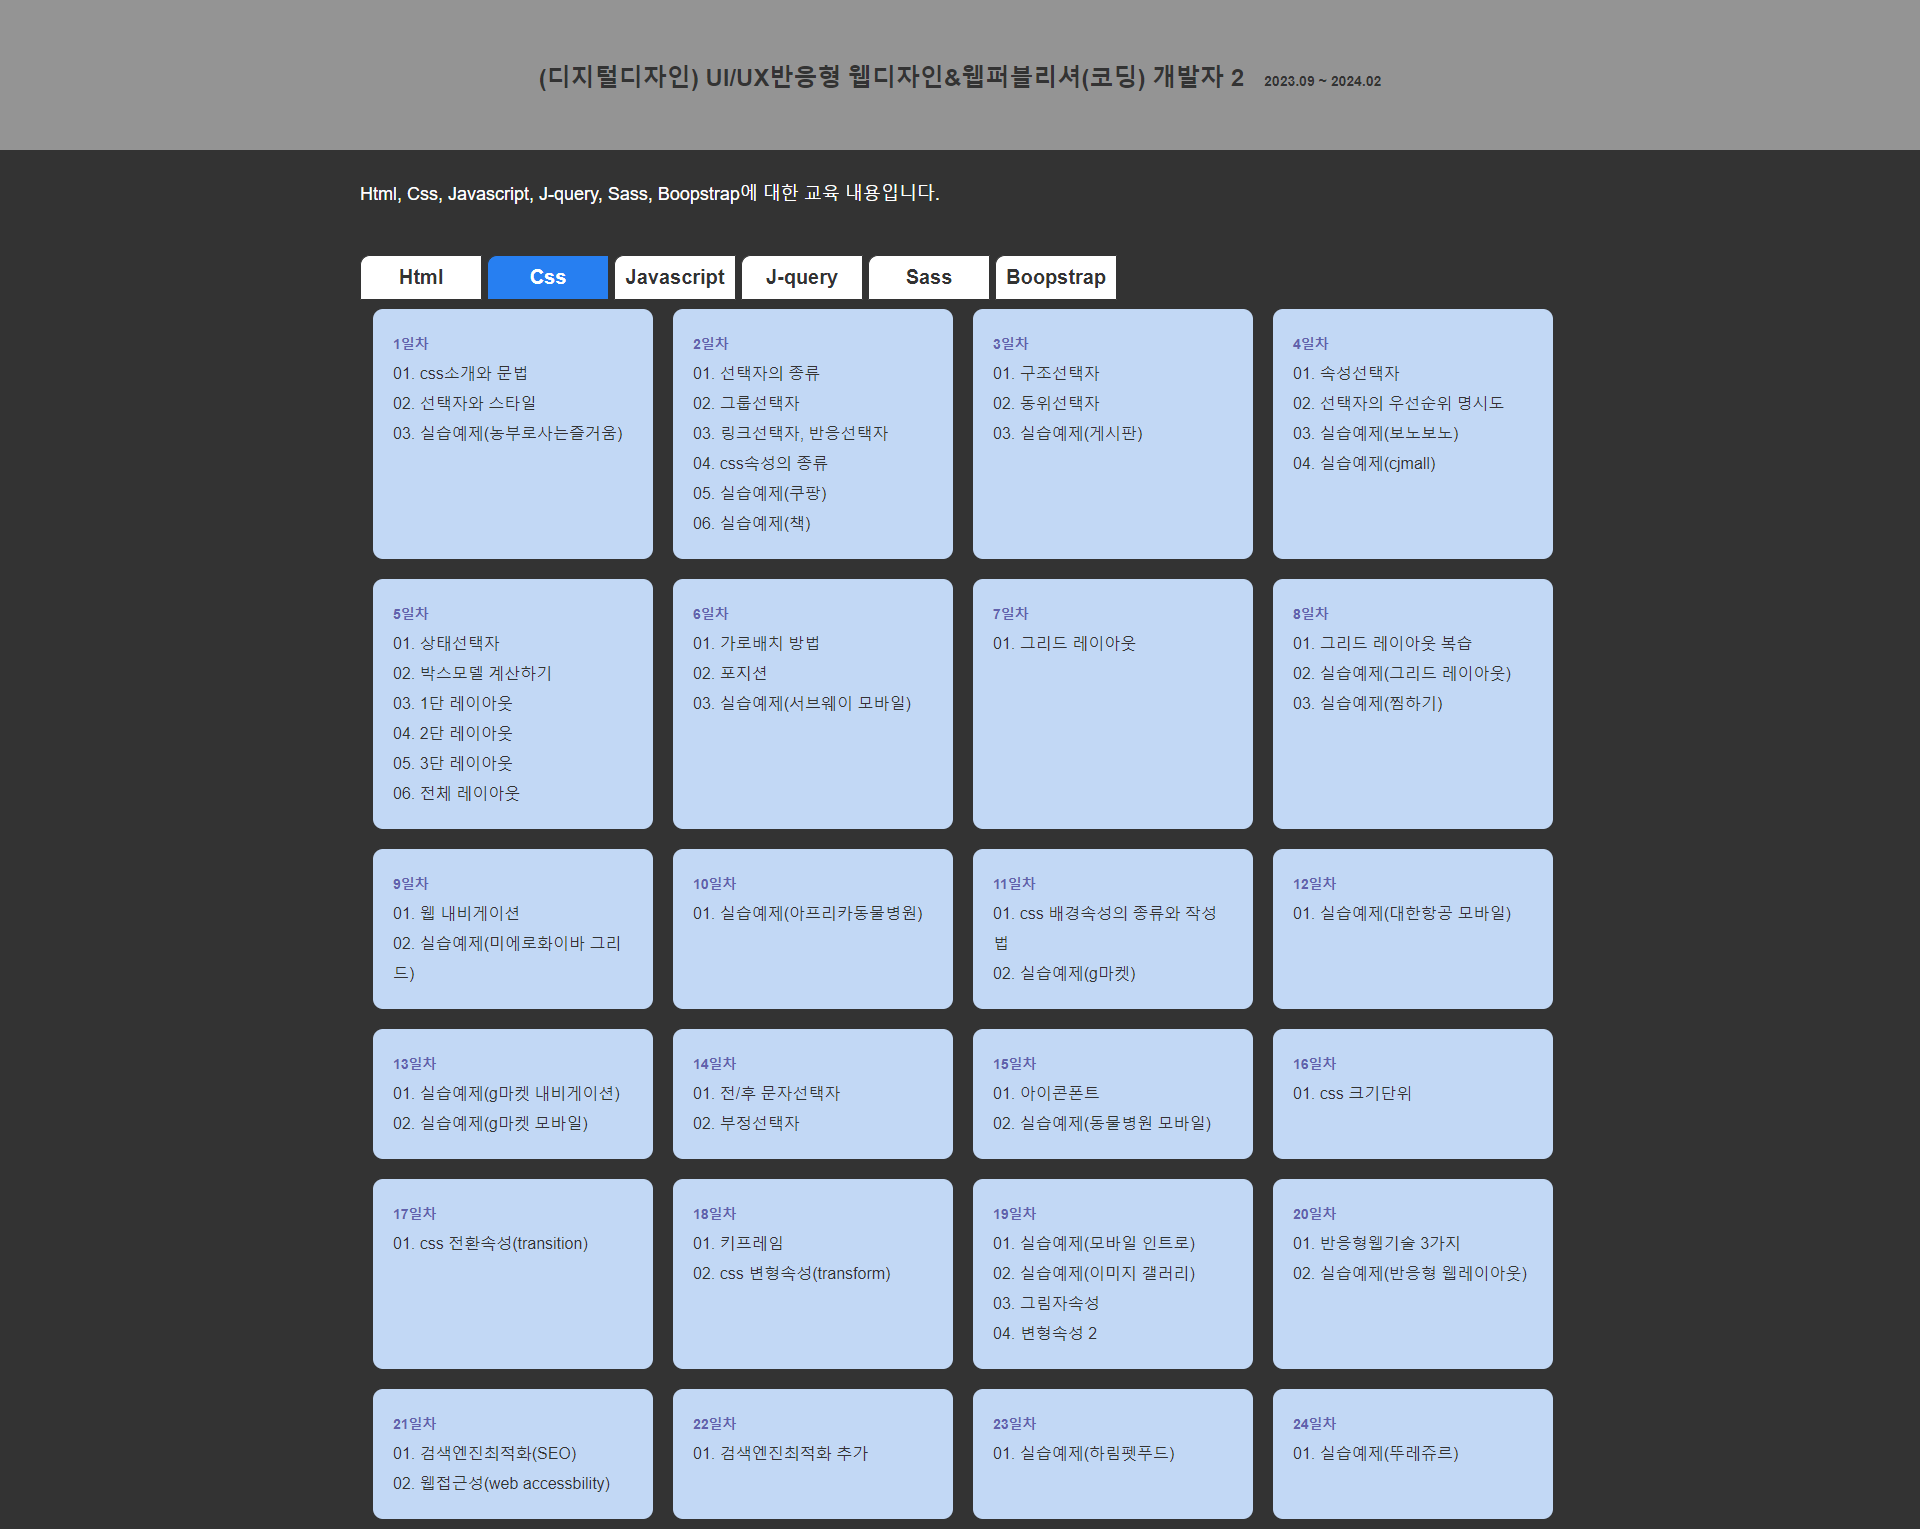 (디지털디자인) UI/UX반응형 웹디자인&웹퍼블리셔(코딩) 개발자 2 2023.09 ~ 2024.02
Html, Css, Javascript, J-query, Sass, Boopstrap에 대한 교육 내용입니다.
Html
Css
Javascript
J-query
Sass
Boopstrap
1일차
01. css소개와 문법
02. 선택자와 스타일
03. 실습예제(농부로사는즐거움)
2일차
01. 선택자의 종류
02. 그룹선택자
03. 링크선택자, 반응선택자
04. css속성의 종류
05. 실습예제(쿠팡)
06. 실습예제(책)
3일차
01. 구조선택자
02. 동위선택자
03. 실습예제(게시판)
4일차
01. 속성선택자
02. 선택자의 우선순위 명시도
03. 실습예제(보노보노)
04. 실습예제(cjmall)
5일차
01. 상태선택자
02. 박스모델 계산하기
03. 1단 레이아웃
04. 2단 레이아웃
05. 3단 레이아웃
06. 전체 레이아웃
6일차
01. 가로배치 방법
02. 포지션
03. 실습예제(서브웨이 모바일)
7일차
01. 그리드 레이아웃
8일차
01. 그리드 레이아웃 복습
02. 실습예제(그리드 레이아웃)
03. 실습예제(찜하기)
9일차
01. 웹 내비게이션
02. 실습예제(미에로화이바 그리
드)
10일차
01. 실습예제(아프리카동물병원)
11일차
01. css 배경속성의 종류와 작성
법
02. 실습예제(g마켓)
12일차
01. 실습예제(대한항공 모바일)
13일차
01. 실습예제(g마켓 내비게이션)
02. 실습예제(g마켓 모바일)
14일차
01. 전/후 문자선택자
02. 부정선택자
15일차
01. 아이콘폰트
02. 실습예제(동물병원 모바일)
16일차
01. css 크기단위
17일차
01. css 전환속성(transition)
18일차
01. 키프레임
02. css 변형속성(transform)
19일차
01. 실습예제(모바일 인트로)
02. 실습예제(이미지 갤러리)
03. 그림자속성
04. 변형속성 2
20일차
01. 반응형웹기술 3가지
02. 실습예제(반응형 웹레이아웃)
21일차
01. 검색엔진최적화(SEO)
02. 웹접근성(web accessbility)
22일차
01. 검색엔진최적화 추가
23일차
01. 실습예제(하림펫푸드)
24일차
01. 실습예제(뚜레쥬르)